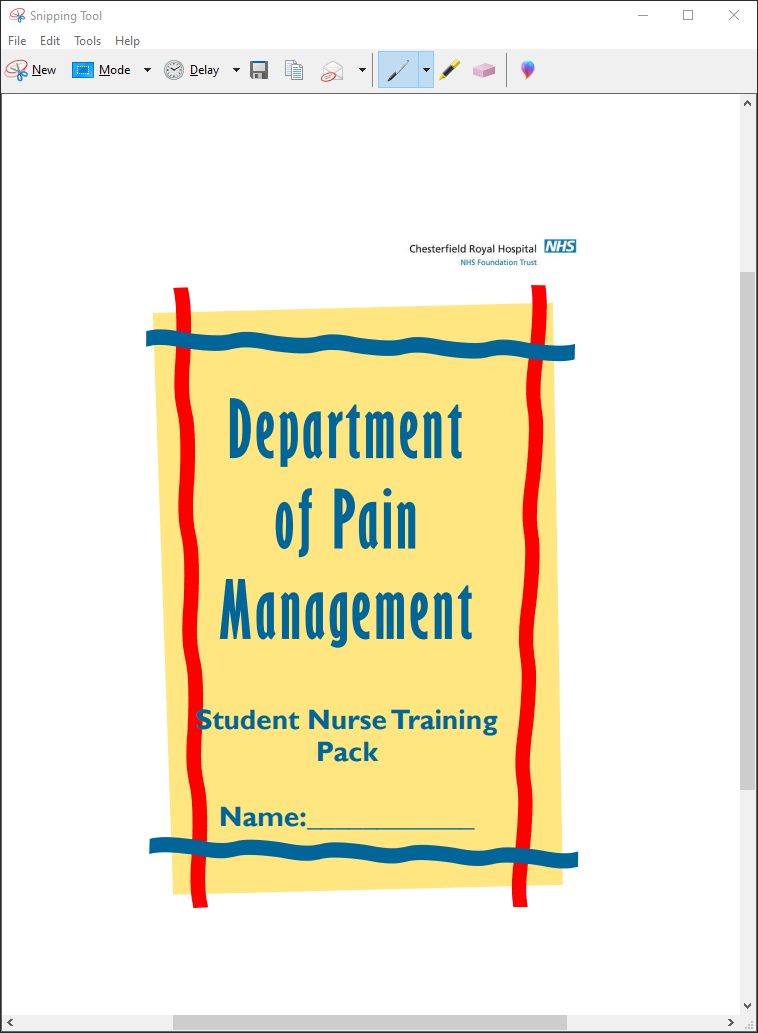 Snipping Tool
File Edit Tools Help
New Mode Delay
Chesterfield Royal Hospital NHS
NHS Foundation Trust
Department
of Pain
Management
Student Nurse Training
Pack
Name:____________